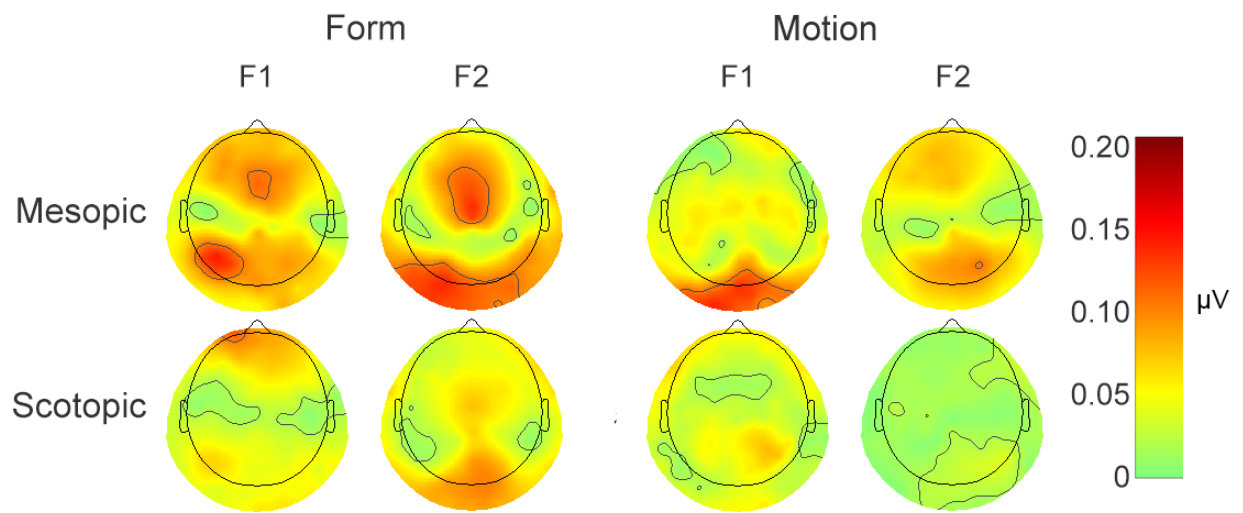 Form Motion
F1 F2 F1 F2
Mesopic
Scotopic
0.20
0.15
0.10
0.05
0
µV
;